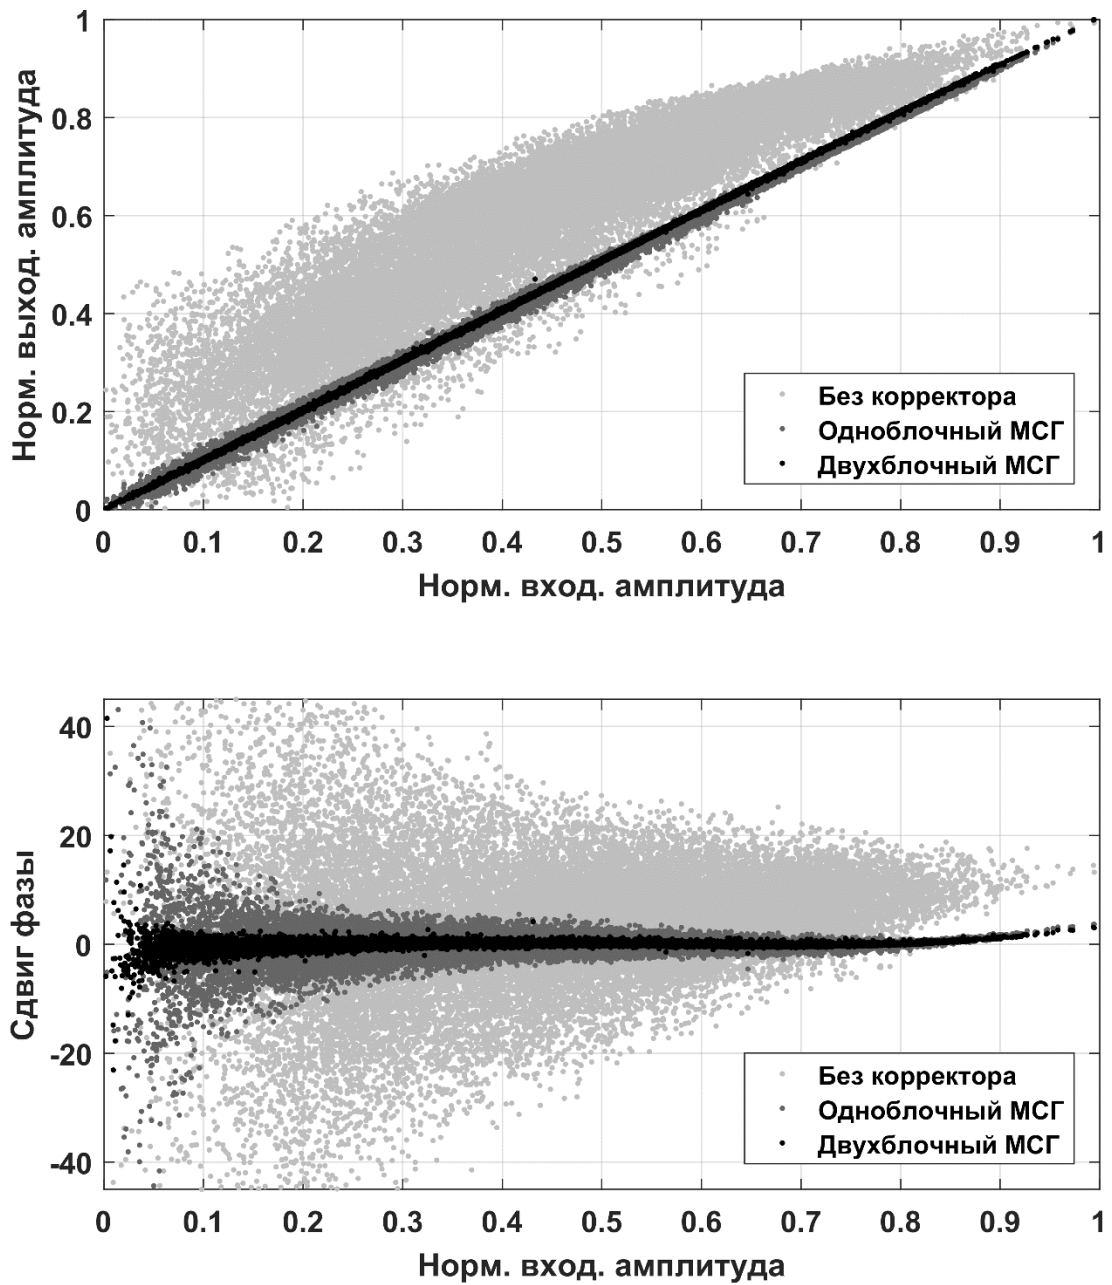 1
0.8
0.6
0.4
0.2
0
Норм. выход. амплитуда
Без корректора
Одноблочный МСГ
Двухблочный МСГ
0 0.1 0.2 0.3 0.4 0.5 0.6 0.7 0.8 0.9 1
Норм. вход. амплитуда
40
20
0
-20
-40
Сдвиг фазы
Без корректора
Одноблочный МСГ
Двухблочный МСГ
0 0.1 0.2 0.3 0.4 0.5 0.6 0.7 0.8 0.9 1
Норм. вход. амплитуда